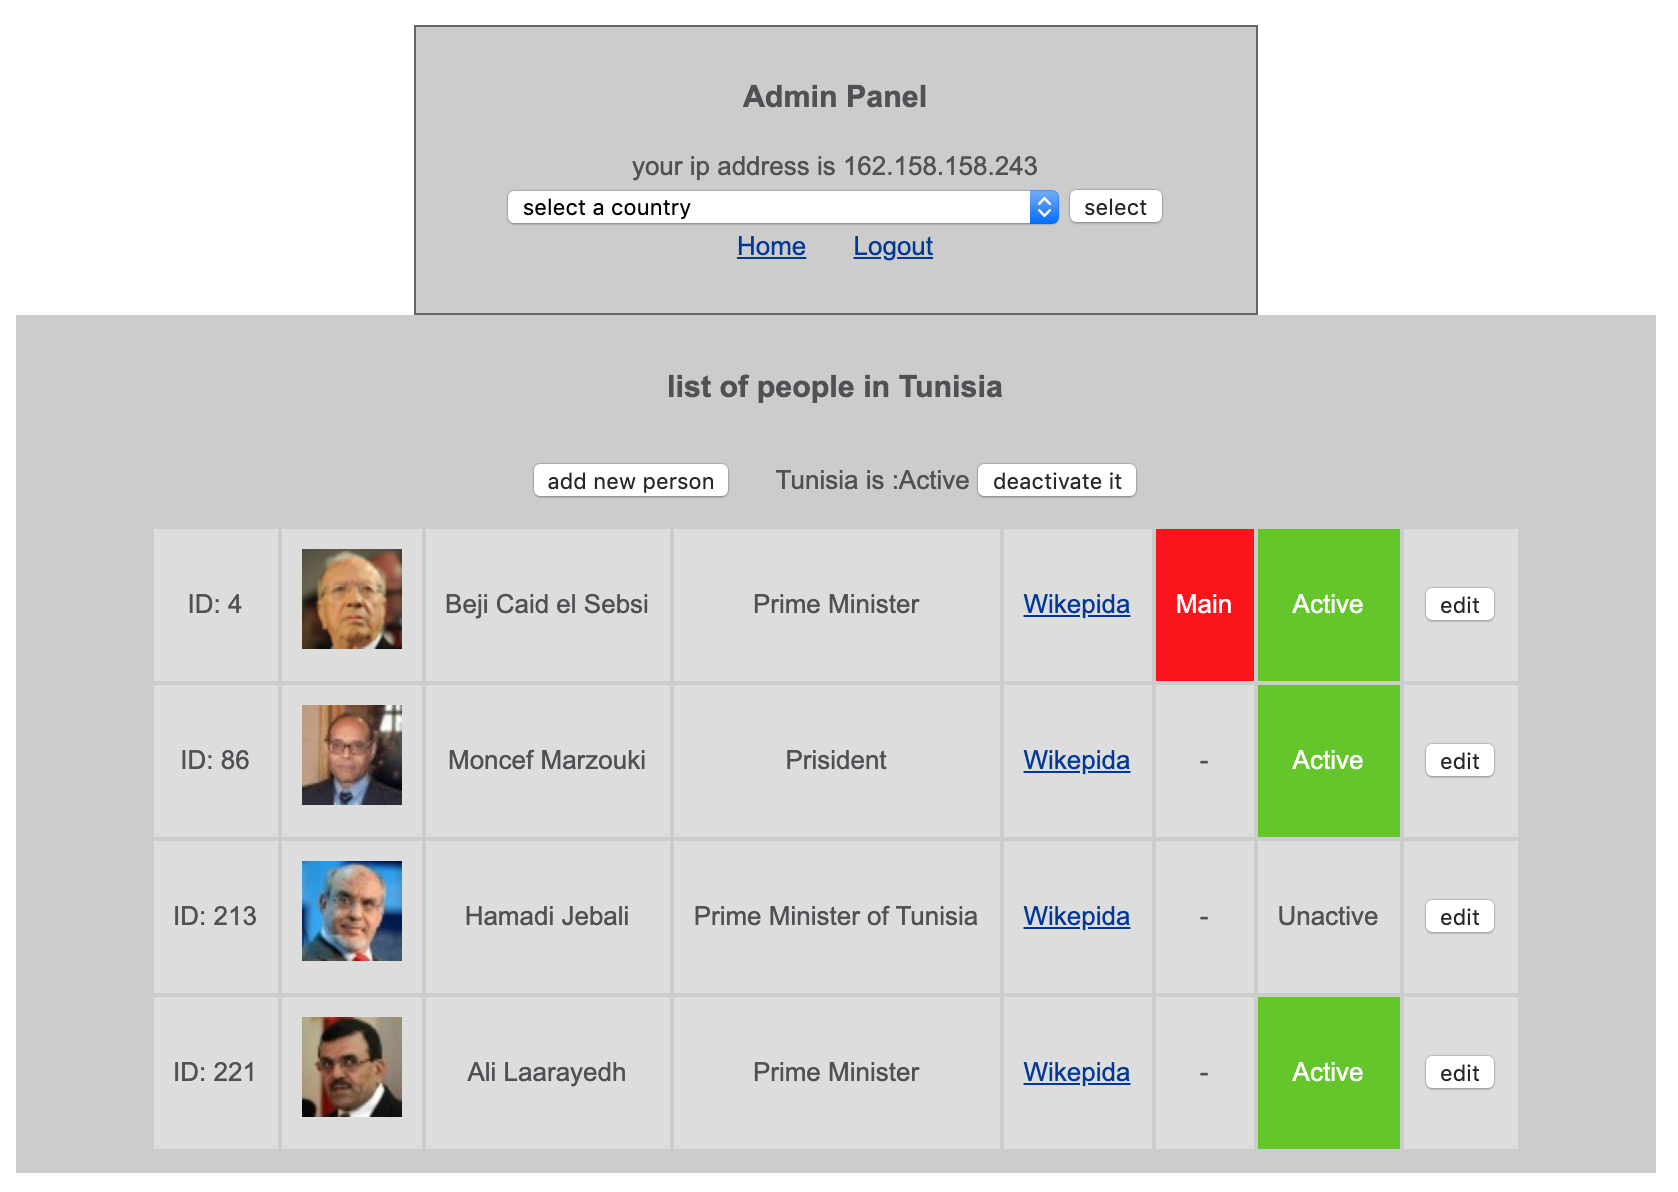 Admin Panel
your ip address is 162.158.158.243
select a country select
Home Logout
list of people in Tunisia
add new person Tunisia is :Active deactivate it
ID: 4 Beji Caid el Sebsi Prime Minister Wikepida Main Active edit
ID: 86 Moncef Marzouki Prisident Wikepida - Active edit
ID: 213 Hamadi Jebali Prime Minister of Tunisia Wikepida - Unactive edit
ID: 221 Ali Laarayedh Prime Minister Wikepida - Active edit